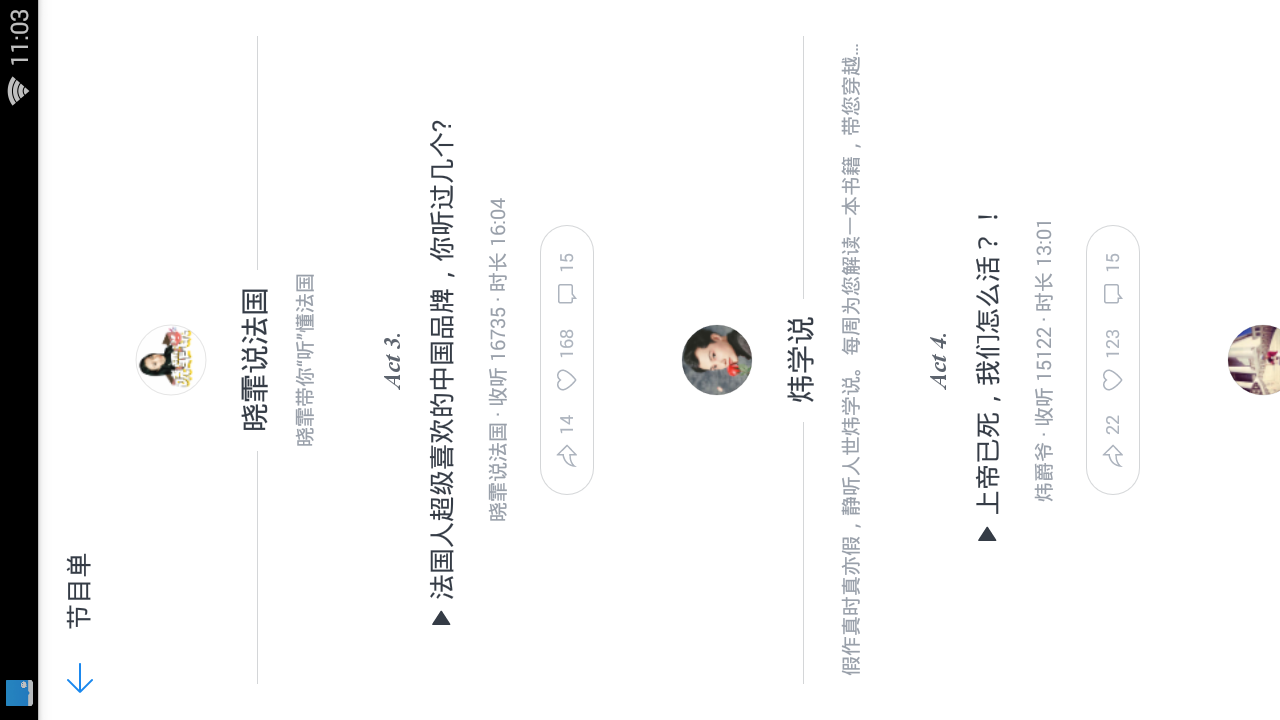 11:03
节目单
晓霏说法国
晓霏带你“听”懂法国
Act 3.
法国人超级喜欢的中国品牌，你听过几个?
晓霏说法国 · 收听 16735 · 时长 16:04
14 168 15
炜学说
假作真时真亦假，静听人世炜学说。 每周为您解读一本书籍，带您穿越...
Act 4.
上帝已死，我们怎么活？！
炜爵爷 · 收听 15122 · 时长 13:01
22 123 15